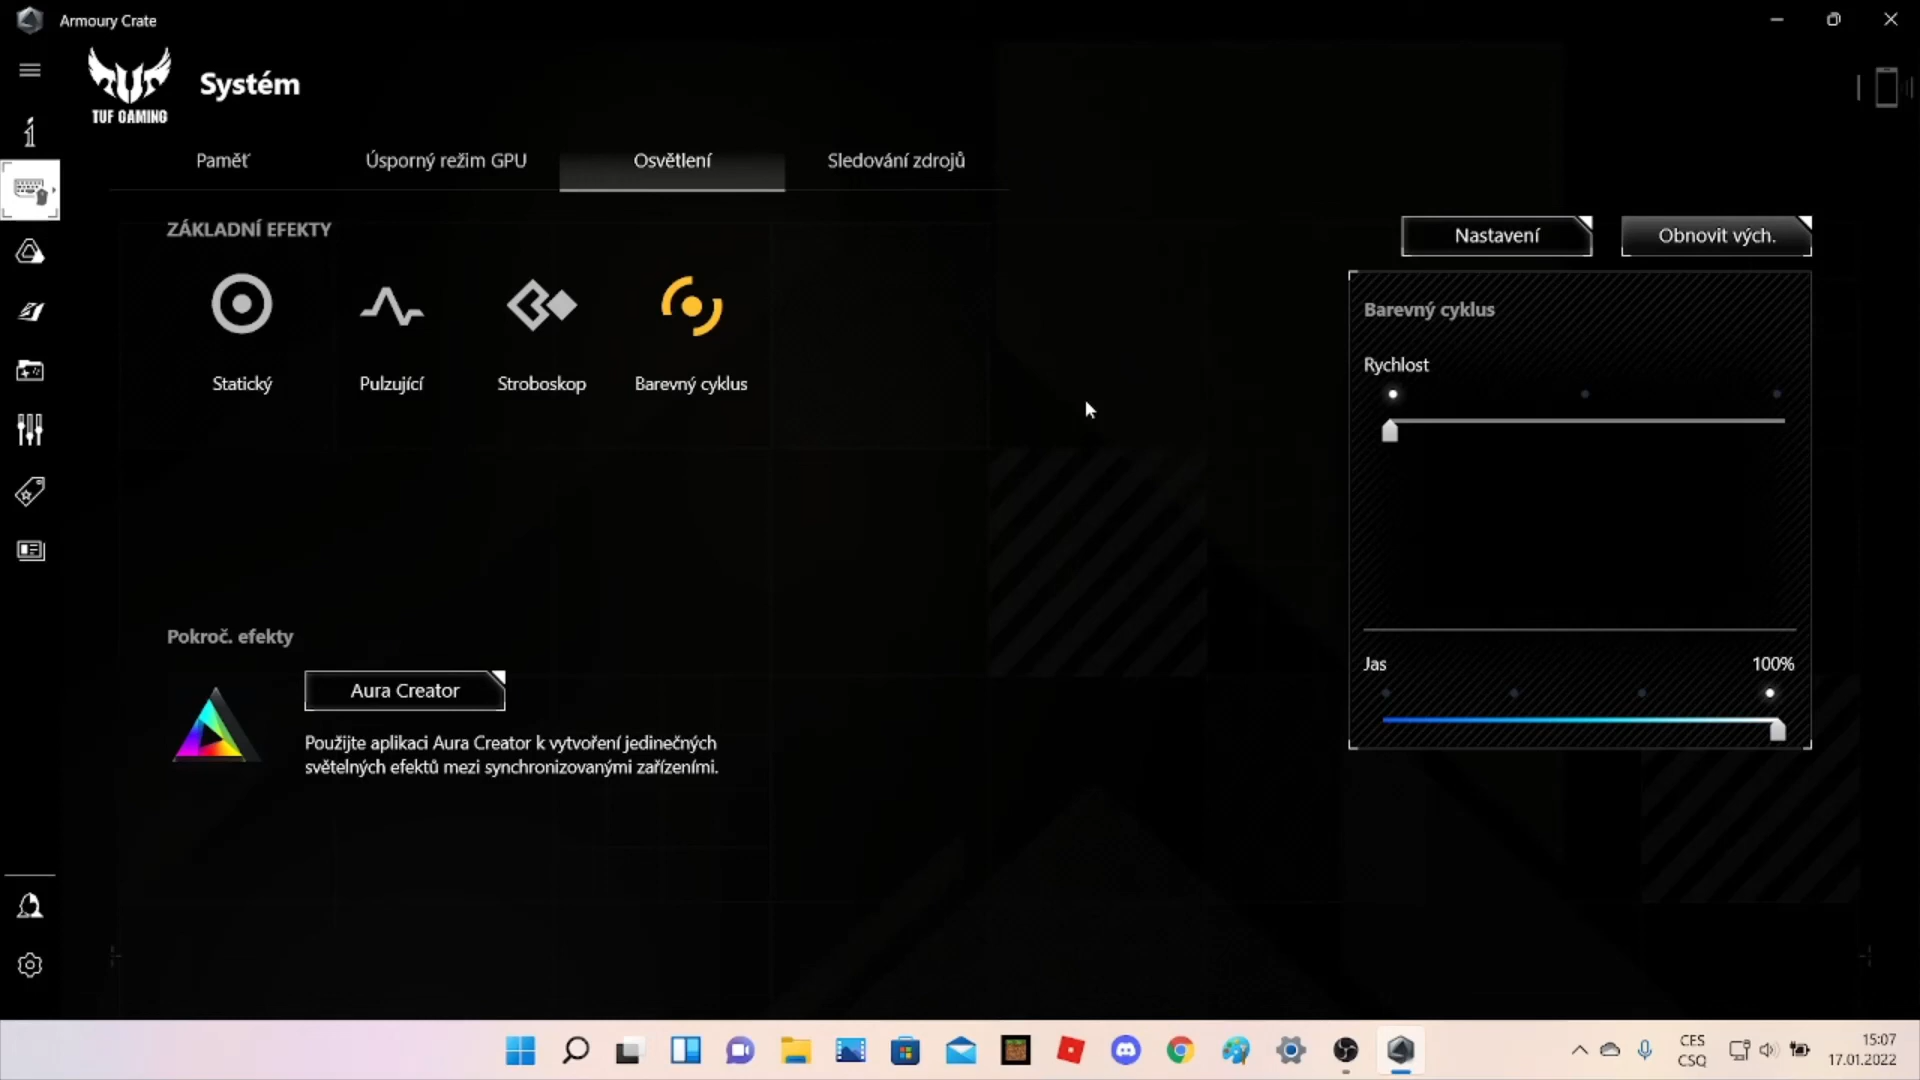 Armoury Crate
TUF GAMING
Systém
Paměť
Úsporný režim GPU
Osvětlení
Sledování zdrojů
ZÁKLADNÍ EFEKTY
Nastavení
Obnovit vých.
Statický
Pulzující
Stroboskop
Barevný cyklus
Barevný cyklus
Rychlost
Jas
100%
Pokroč. efekty
Aura Creator
Použijte aplikaci Aura Creator k vytvoření jedinečných
světelných efektů mezi synchronizovanými zařízeními.
CES
CSQ
15:07
17.01.2022